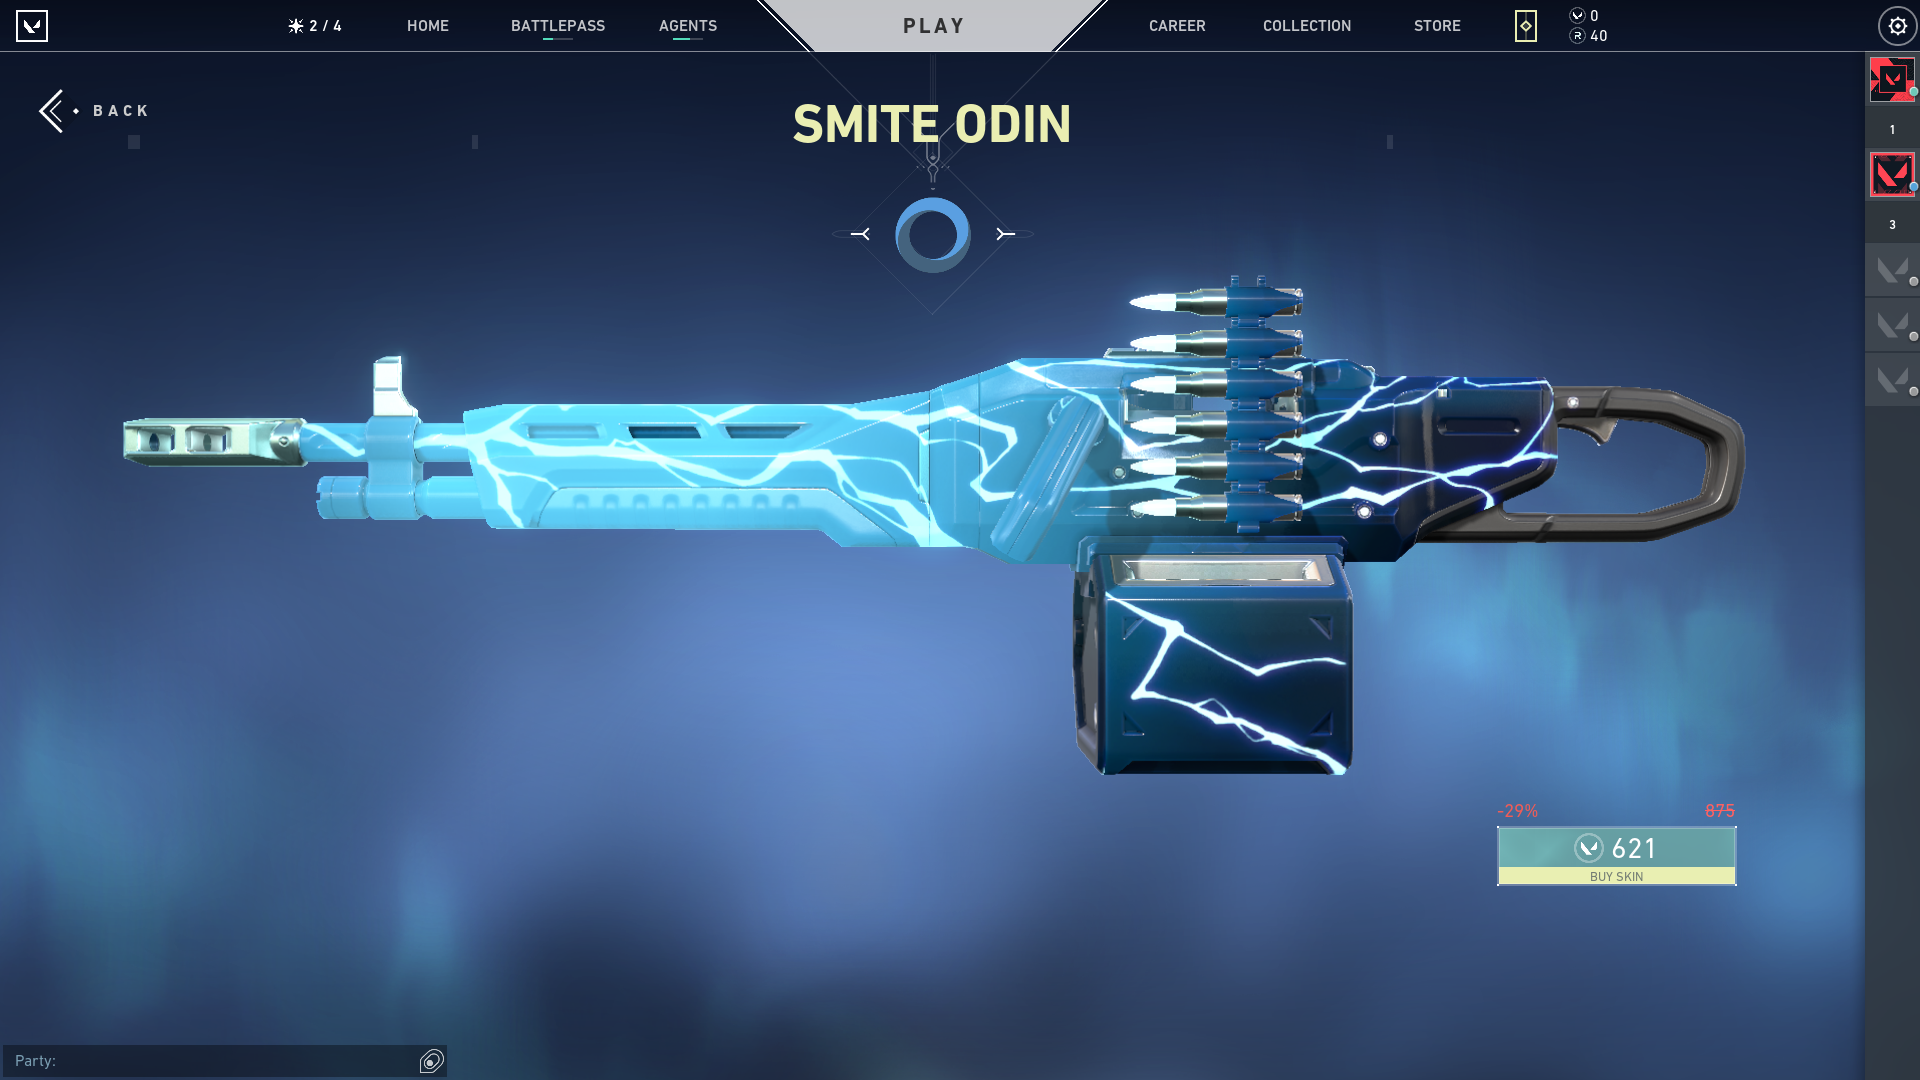 2 / 4
HOME
BATTLEPASS
AGENTS
PLAY
CAREER
COLLECTION
STORE
0
R 40
BACK
SMITE ODIN
1
3
-29% 875
621
BUY SKIN
Party: